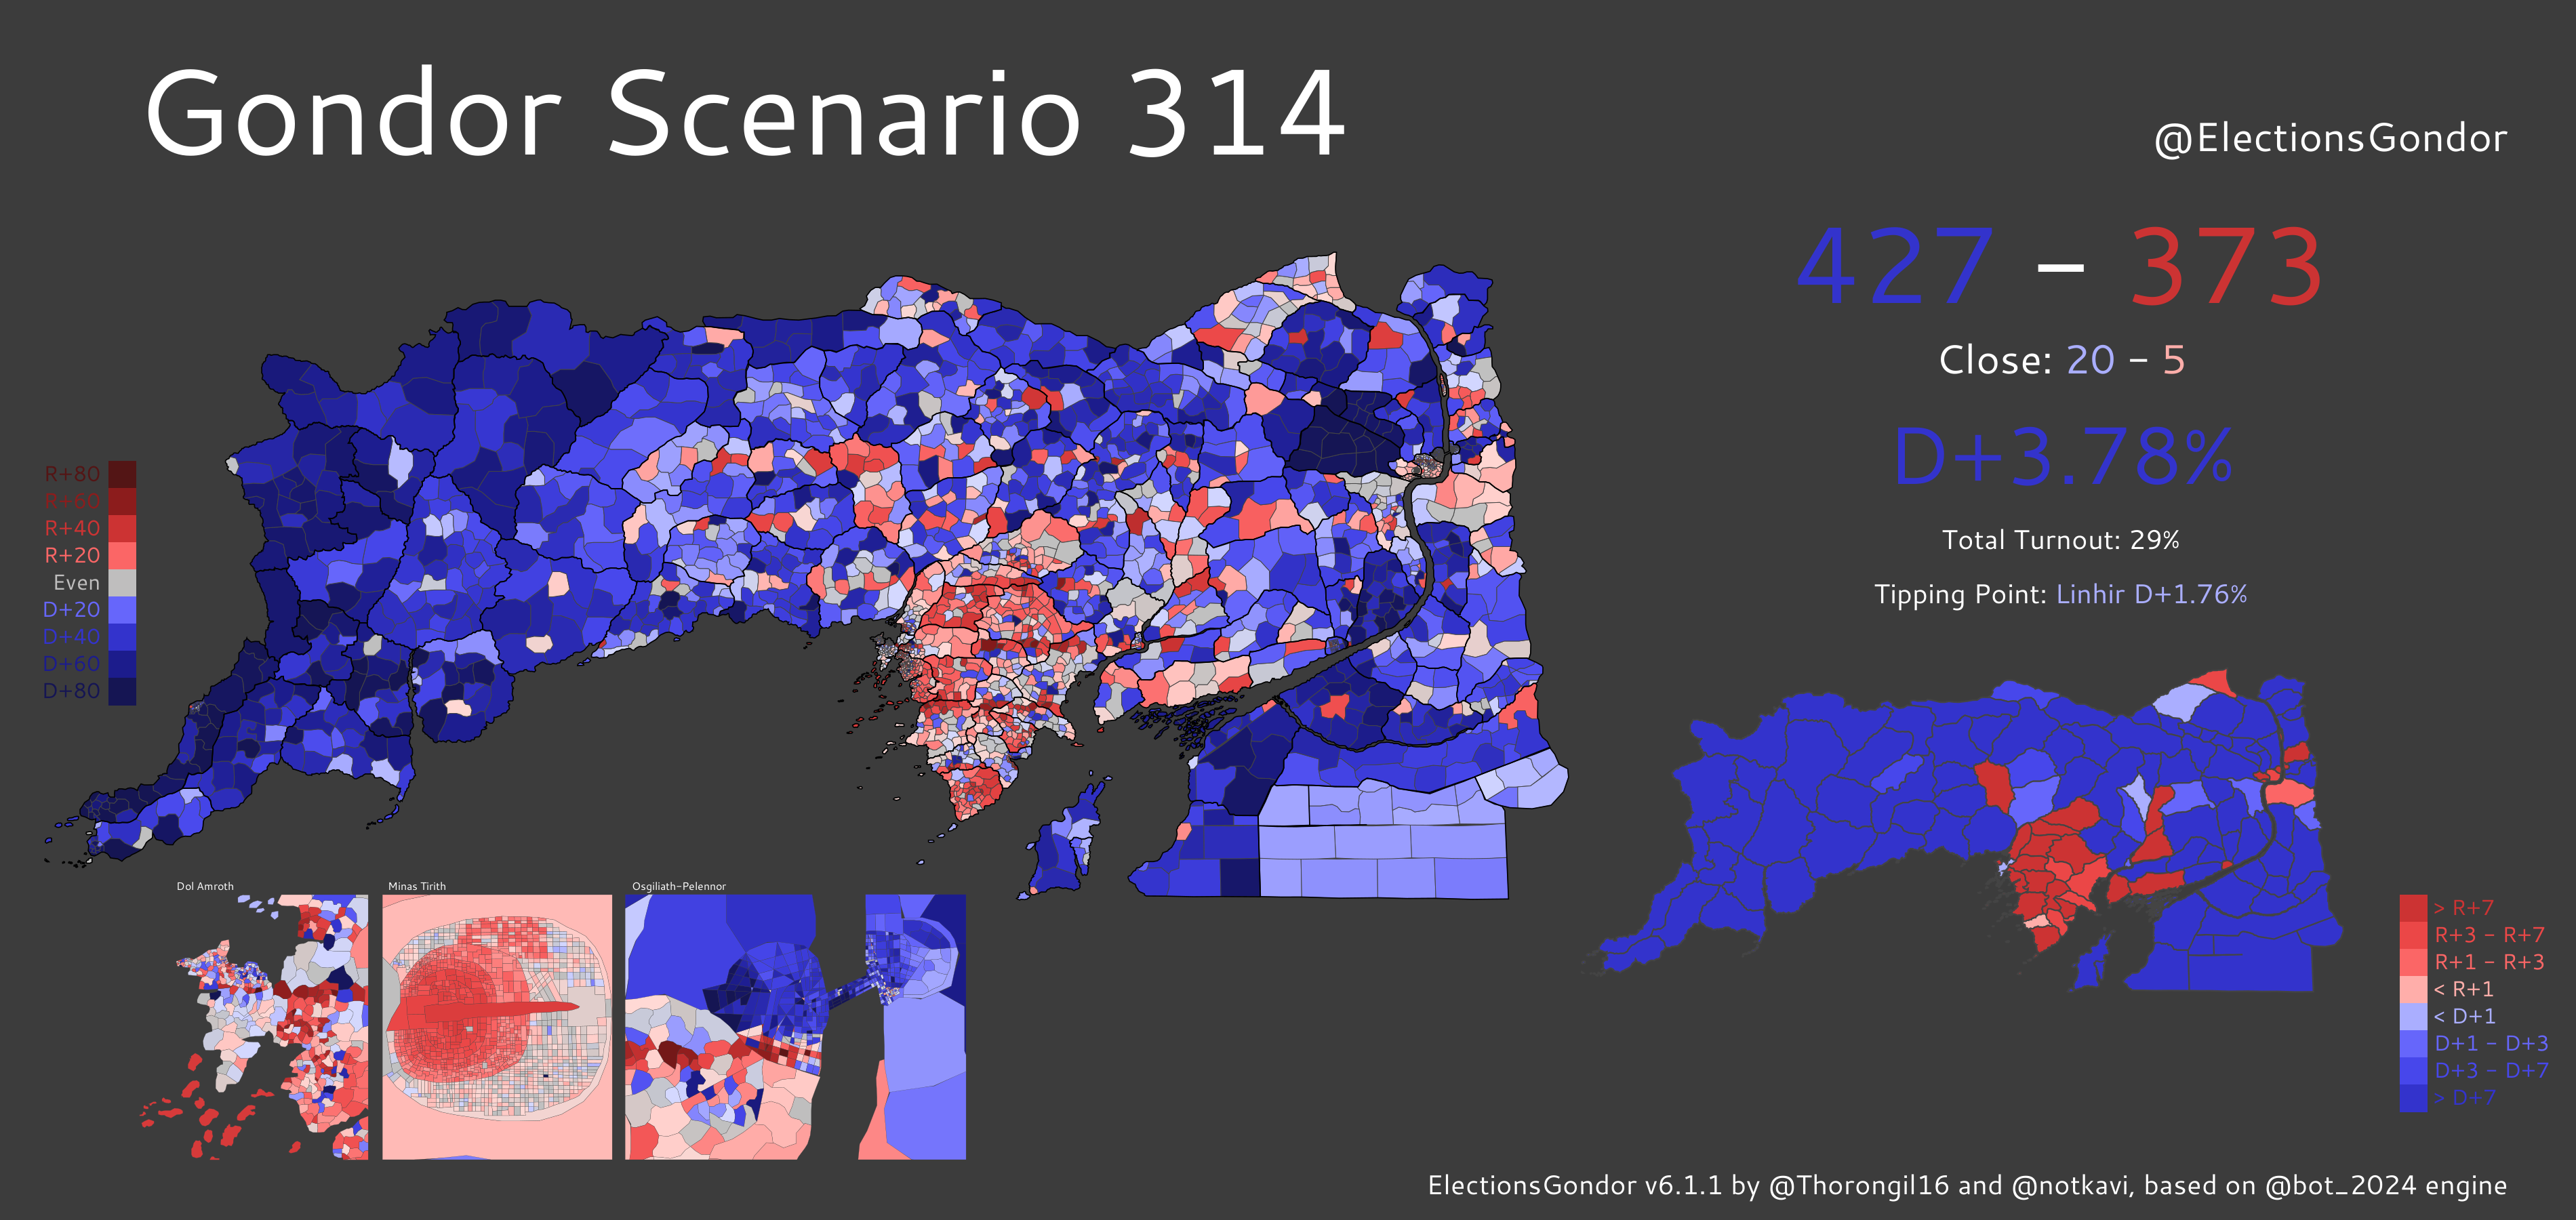 Gondor Scenario 314
@ElectionsGondor
427 – 373
Close: 20 – 5
D+3.78%
Total Turnout: 29%
Tipping Point: Linhir D+1.76%
R+80
R+60
R+40
R+20
Even
D+20
D+40
D+60
D+80
Dol Amroth
Minas Tirith
Osgiliath-Pelennor
> R+7
R+3 – R+7
R+1 – R+3
< R+1
< D+1
D+1 – D+3
D+3 – D+7
> D+7
ElectionsGondor v6.1.1 by @Thorongil16 and @notkavi, based on @bot_2024 engine